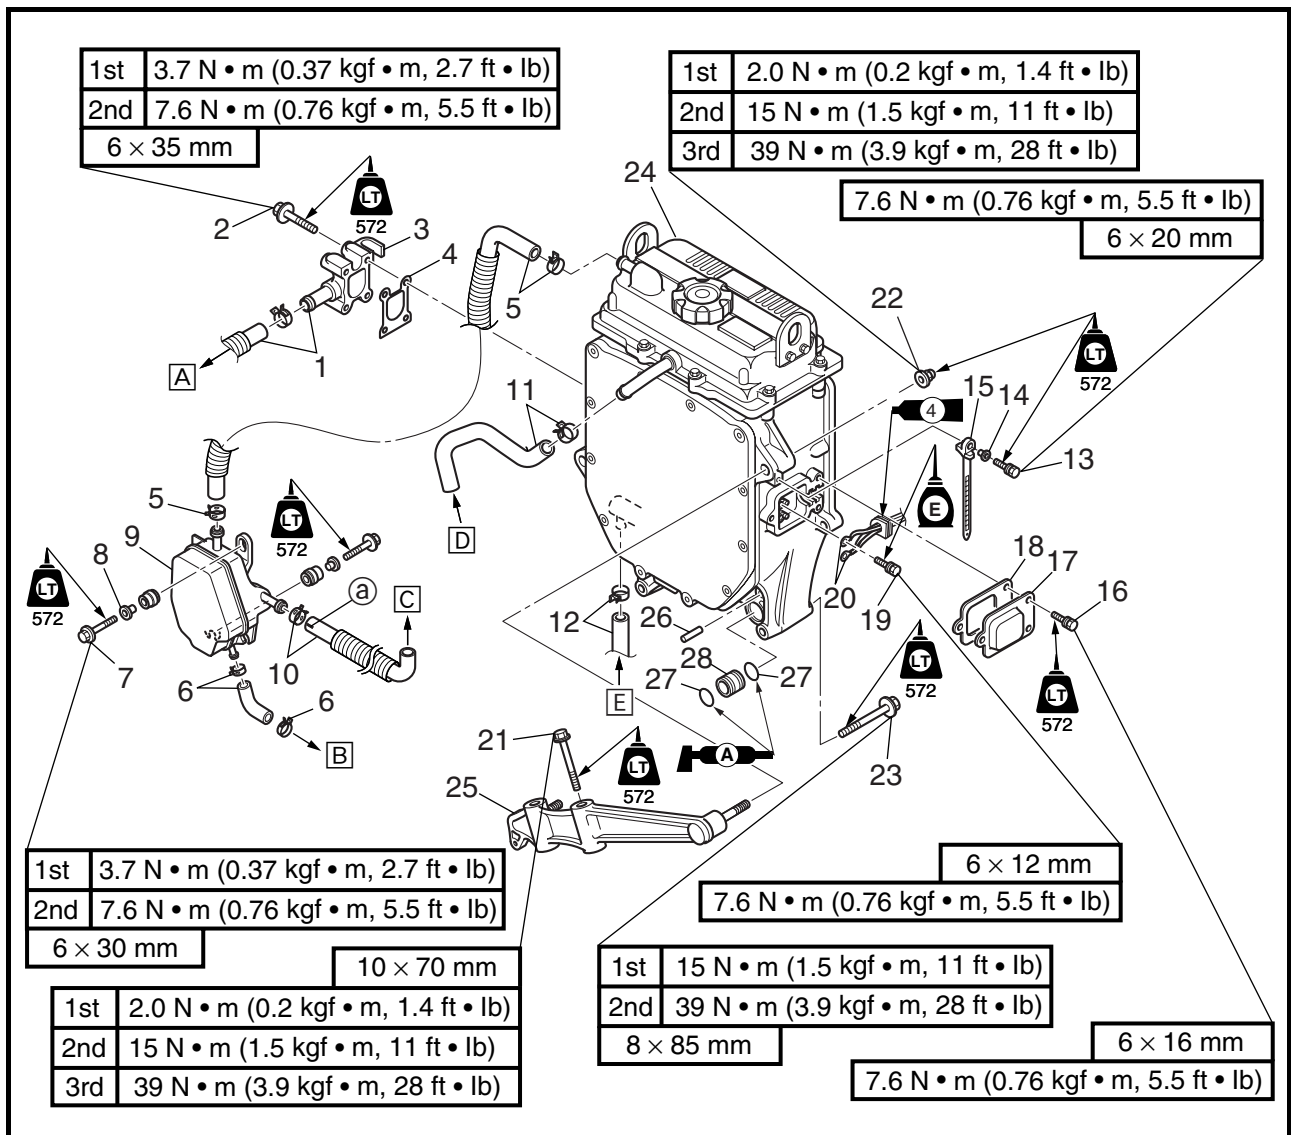 1st 3.7 N • m (0.37 kgf • m, 2.7 ft • lb)
2nd 7.6 N • m (0.76 kgf • m, 5.5 ft • lb)
6 × 35 mm
1st 2.0 N • m (0.2 kgf • m, 1.4 ft • lb)
2nd 15 N • m (1.5 kgf • m, 11 ft • lb)
3rd 39 N • m (3.9 kgf • m, 28 ft • lb)
7.6 N • m (0.76 kgf • m, 5.5 ft • lb)
6 × 20 mm
24
LT
572
2
3
4
5
22
1
A
LT
572
15
14
4
13
11
D
E
5
LT
572
9
8
LT
572
a
C
7
10
6
6
B
12
E
26
20
19
18
17
16
28
27
27
LT
572
LT
572
21
LT
572
A
23
25
1st 3.7 N • m (0.37 kgf • m, 2.7 ft • lb)
2nd 7.6 N • m (0.76 kgf • m, 5.5 ft • lb)
6 × 30 mm
10 × 70 mm
1st 2.0 N • m (0.2 kgf • m, 1.4 ft • lb)
2nd 15 N • m (1.5 kgf • m, 11 ft • lb)
3rd 39 N • m (3.9 kgf • m, 28 ft • lb)
6 × 12 mm
7.6 N • m (0.76 kgf • m, 5.5 ft • lb)
1st 15 N • m (1.5 kgf • m, 11 ft • lb)
2nd 39 N • m (3.9 kgf • m, 28 ft • lb)
8 × 85 mm
6 × 16 mm
7.6 N • m (0.76 kgf • m, 5.5 ft • lb)